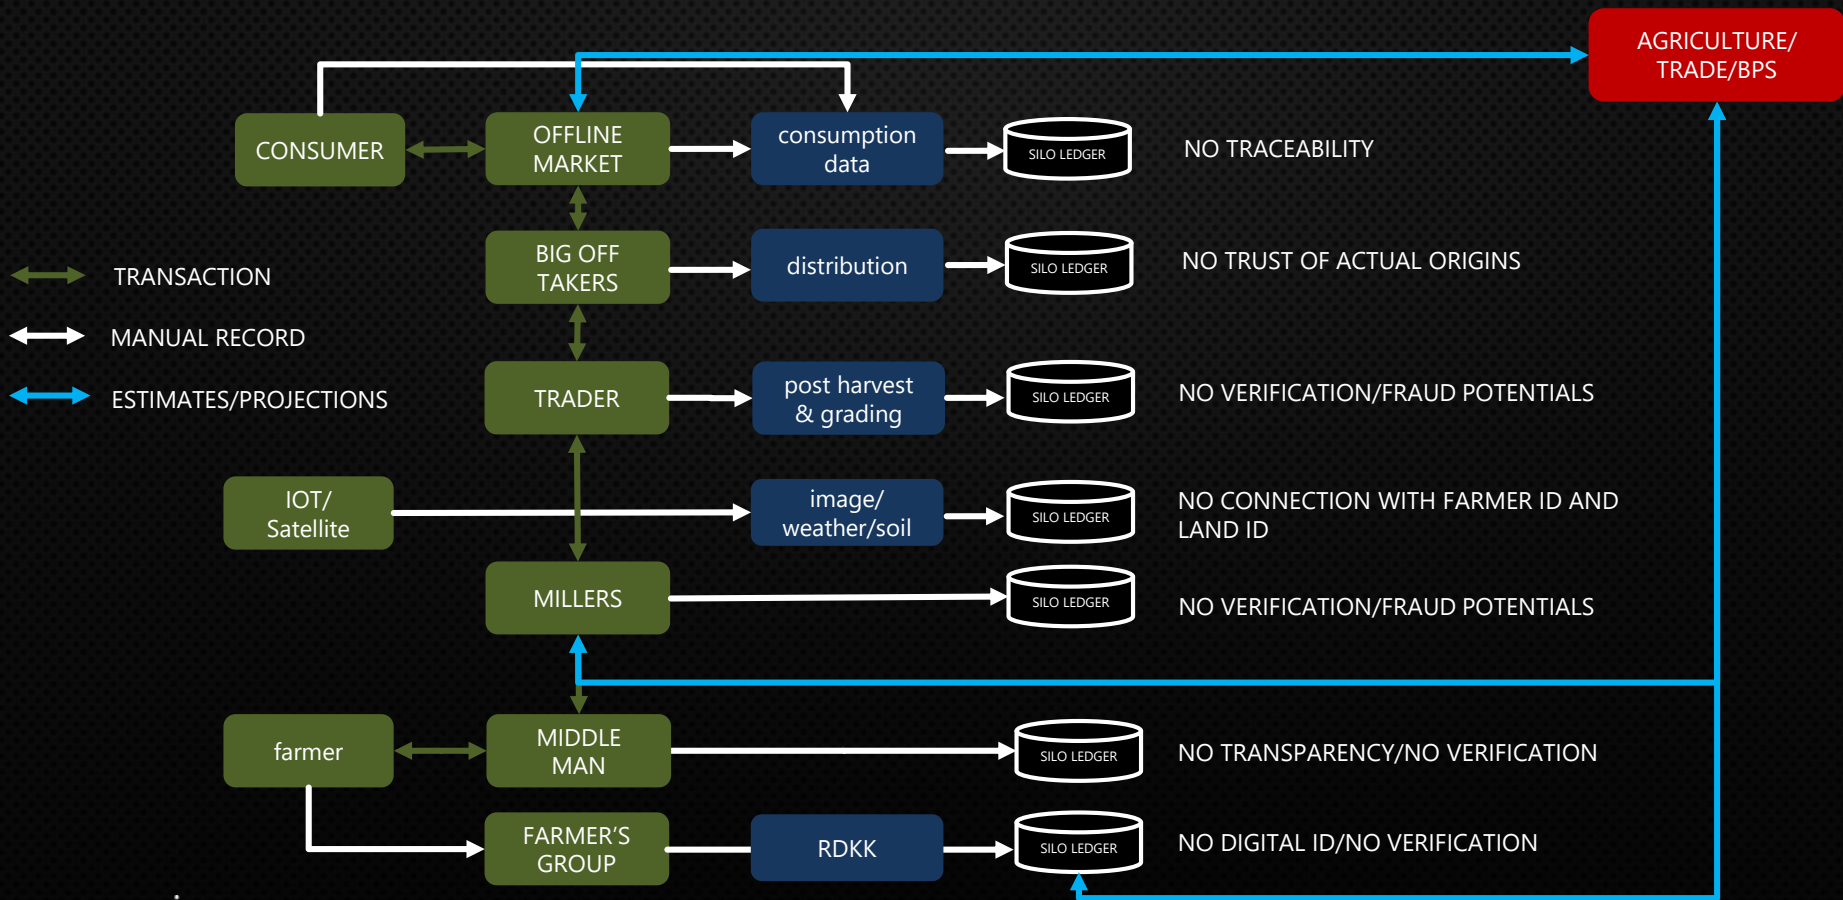 AGRICULTURE/
TRADE/BPS
CONSUMER
OFFLINE
MARKET
consumption
data
SILO LEDGER
NO TRACEABILITY
BIG OFF
TAKERS
distribution
SILO LEDGER
NO TRUST OF ACTUAL ORIGINS
TRANSACTION
MANUAL RECORD
ESTIMATES/PROJECTIONS
TRADER
post harvest
& grading
SILO LEDGER
NO VERIFICATION/FRAUD POTENTIALS
IOT/
Satellite
image/
weather/soil
SILO LEDGER
NO CONNECTION WITH FARMER ID AND
LAND ID
MILLERS
SILO LEDGER
NO VERIFICATION/FRAUD POTENTIALS
farmer
MIDDLE
MAN
SILO LEDGER
NO TRANSPARENCY/NO VERIFICATION
FARMER’S
GROUP
RDKK
SILO LEDGER
NO DIGITAL ID/NO VERIFICATION